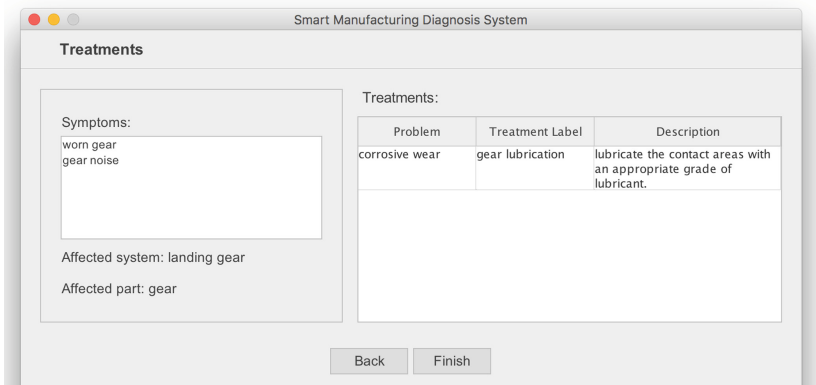 Smart Manufacturing Diagnosis System
Treatments
Symptoms:
worn gear
gear noise
Affected system: landing gear
Affected part: gear
Treatments:
Problem Treatment Label Description
corrosive wear gear lubrication lubricate the contact areas with
an appropriate grade of
lubricant.
Back Finish